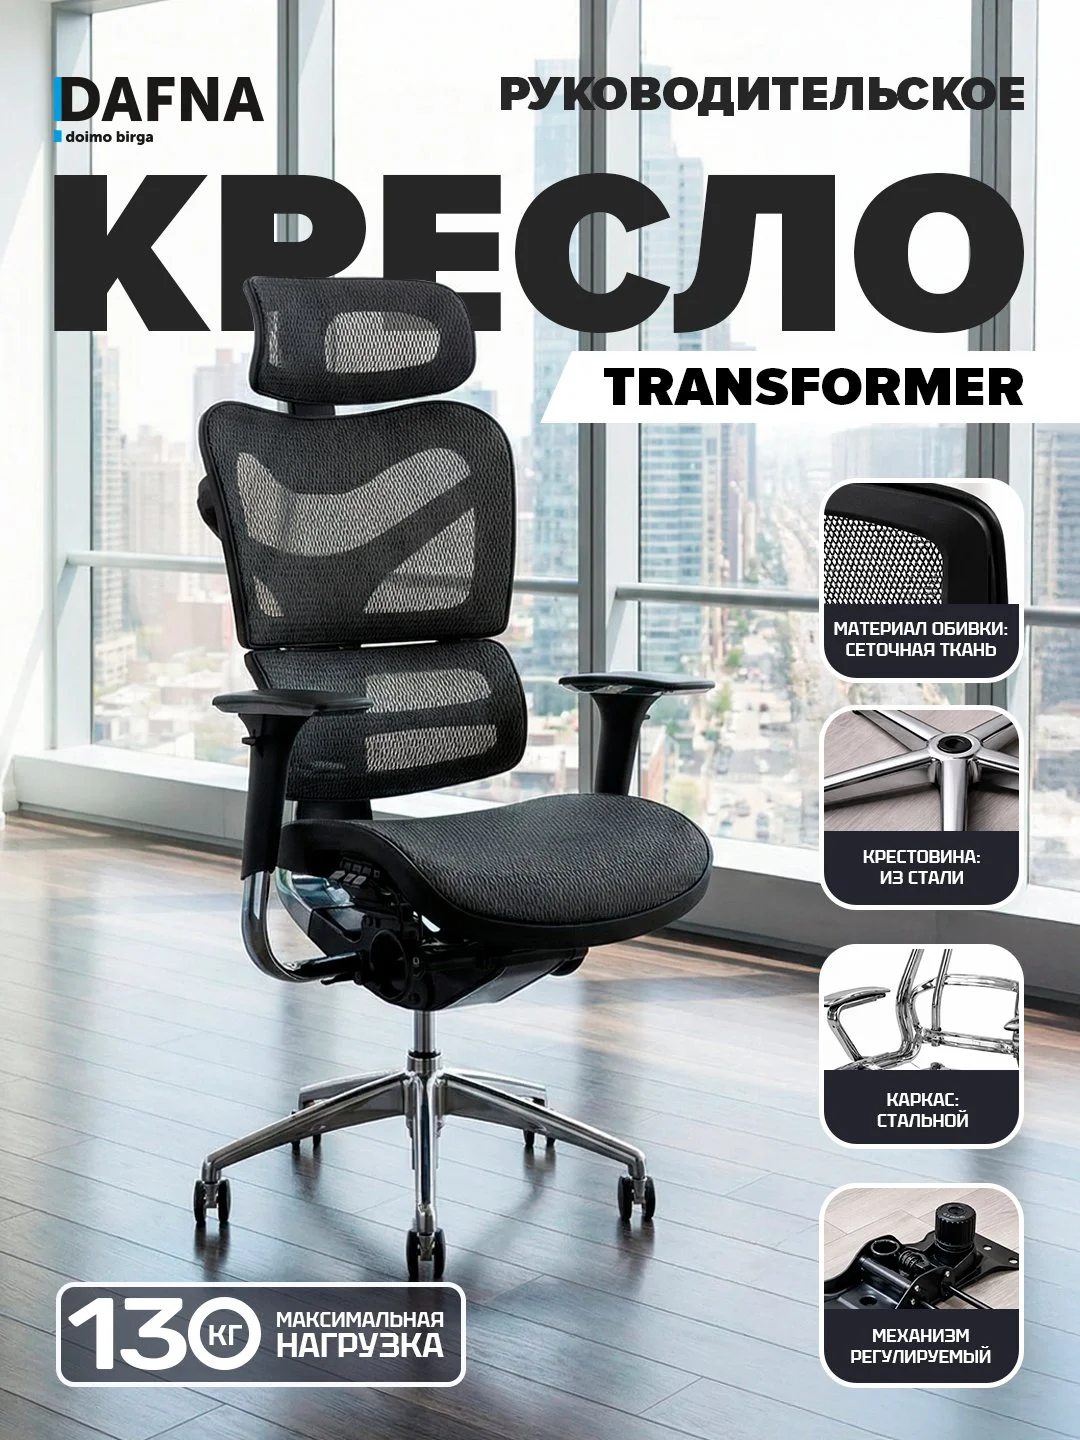 DAFNA
doimo birga
РУКОВОДИТЕЛЬСКОЕ
КРЕСЛО
TRANSFORMER
МАТЕРИАЛ ОБИВКИ:
СЕТОЧНАЯ ТКАНЬ
КРЕСТОВИНА:
ИЗ СТАЛИ
КАРКАС:
СТАЛЬНОЙ
МЕХАНИЗМ
РЕГУЛИРУЕМЫЙ
130 КГ
МАКСИМАЛЬНАЯ
НАГРУЗКА